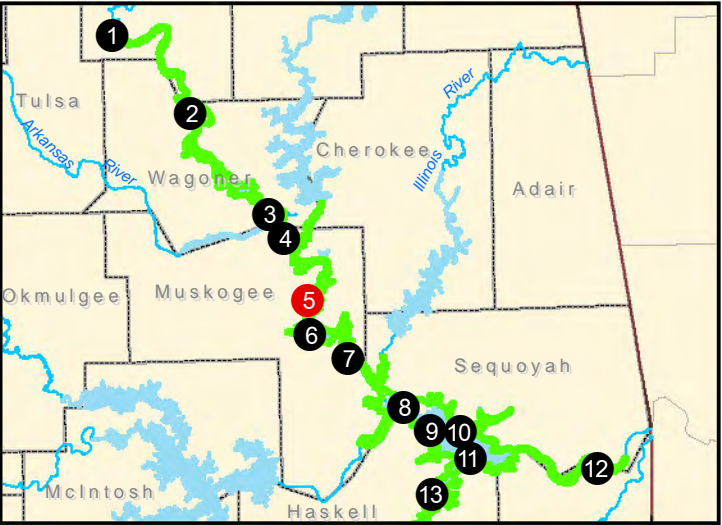 1
River
Tulsa
2
Arkansas
River
Cherokee
Illinois
Wagoner
Adair
3
4
Okmulgee
Muskogee
5
6
7
Sequoyah
8
9
10
11
12
McIntosh
13
Haskell